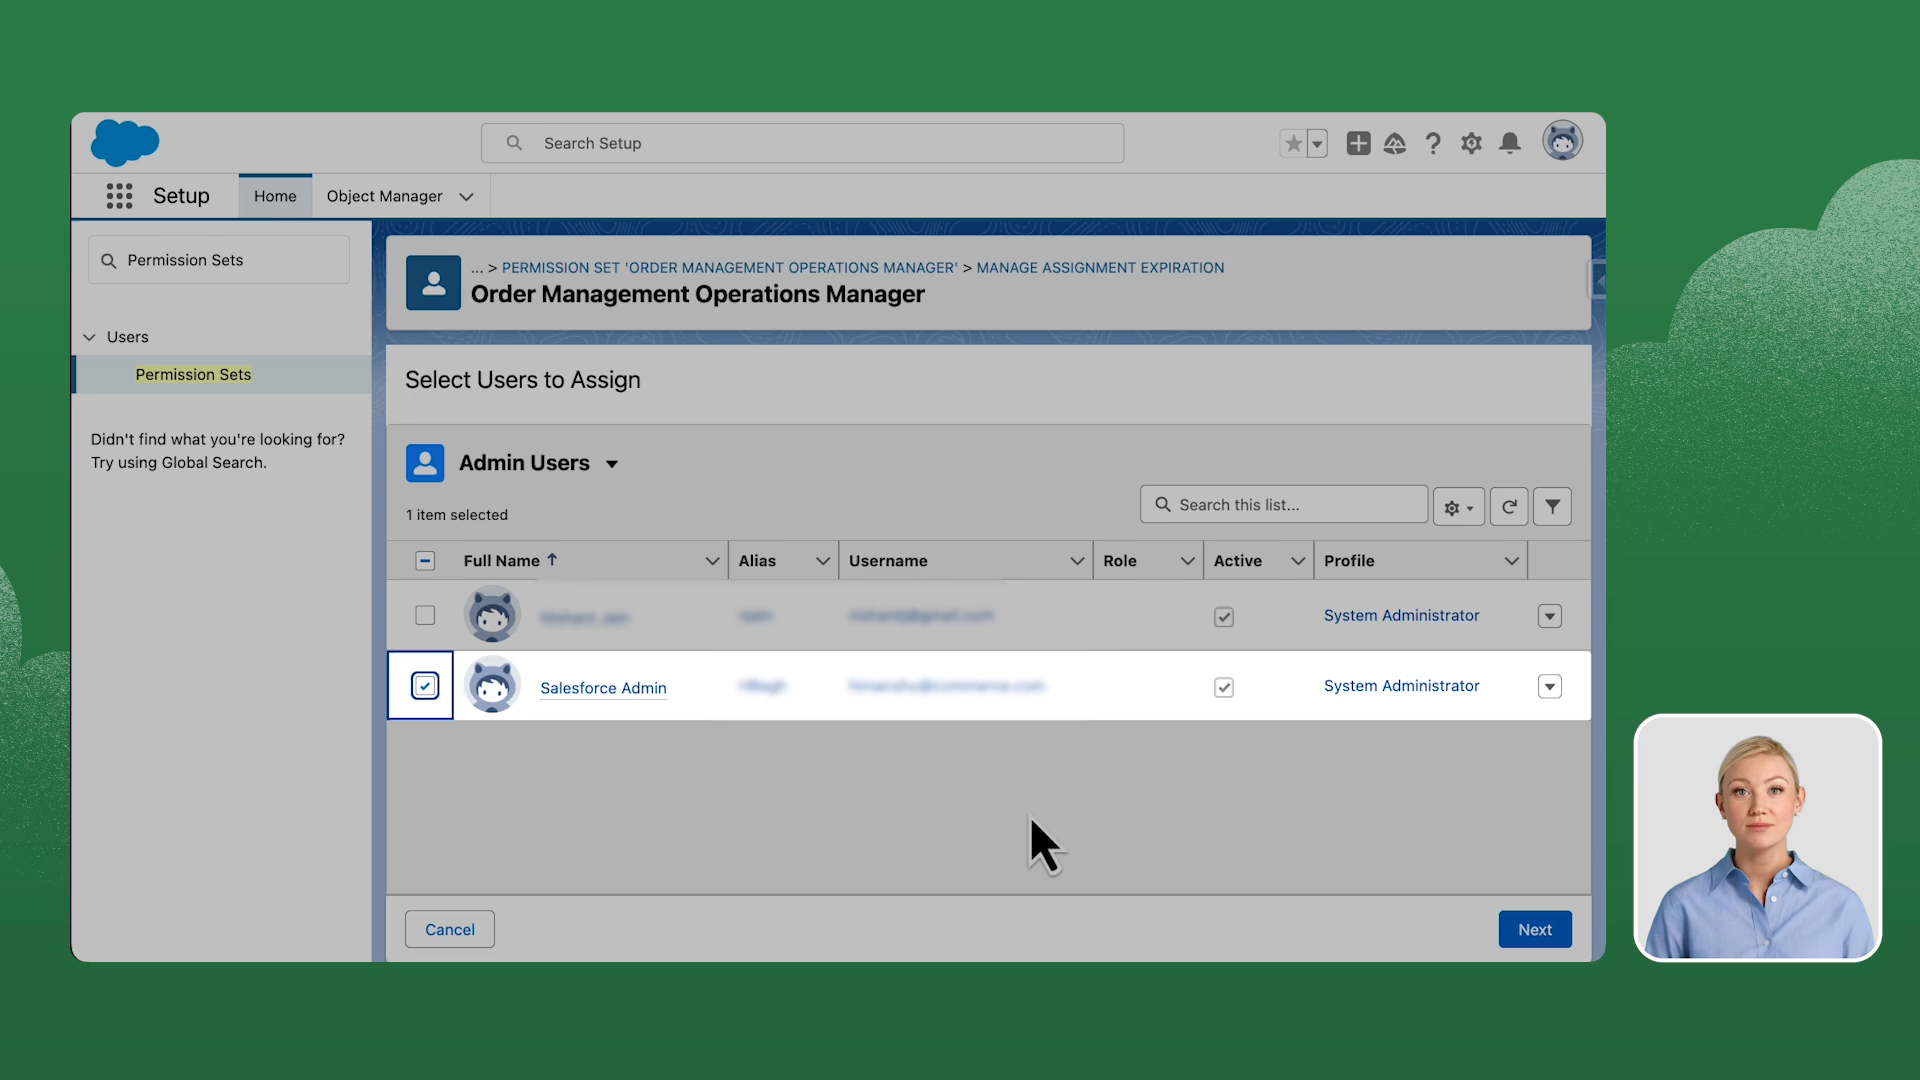 Search Setup
Setup
Home
Object Manager
Permission Sets
Users
Permission Sets
Didn't find what you're looking for?
Try using Global Search.
... > PERMISSION SET 'ORDER MANAGEMENT OPERATIONS MANAGER' > MANAGE ASSIGNMENT EXPIRATION
Order Management Operations Manager
Select Users to Assign
Admin Users
1 item selected
Search this list...
Full Name Alias Username Role Active Profile
System Administrator
Salesforce Admin System Administrator
Cancel
Next